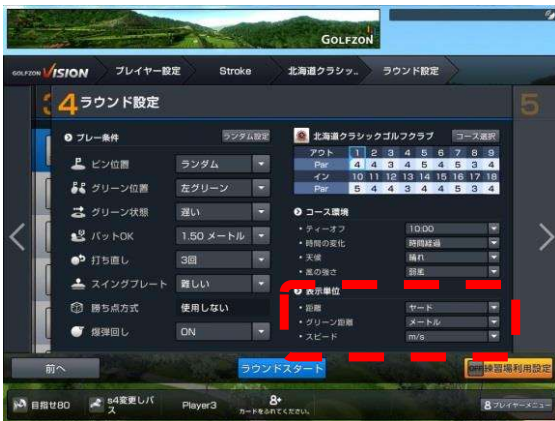 GOLFZON
GOLFZON VISION プレイヤー設定 Stroke 北海道クラシッ.. ラウンド設定
4 ラウンド設定
5
プレー条件 ランダム設定
ピン位置 ランダム
グリーン位置 左グリーン
グリーン状態 遅い
パットOK 1.50 メートル
打ち直し 3回
スイングプレート 難しい
勝ち点方式 使用しない
爆弾回し ON
北海道クラシックゴルフクラブ コース選択
アウト 1 2 3 4 5 6 7 8 9
Par 4 4 3 4 5 4 5 3 4
イン 10 11 12 13 14 15 16 17 18
Par 5 4 4 3 4 4 5 3 4
コース環境
・ティーオフ 10:00
・時間の変化 時間経過
・天候 晴れ
・風の強さ 弱風
表示単位
・距離 ヤード
・グリーン距離 メートル
・スピード m/s
前へ ラウンドスタート OFF 練習場利用設定
目指せ80 s4変更しパス Player3 8+ カードをふれてください。 8 プレイヤーメニュー